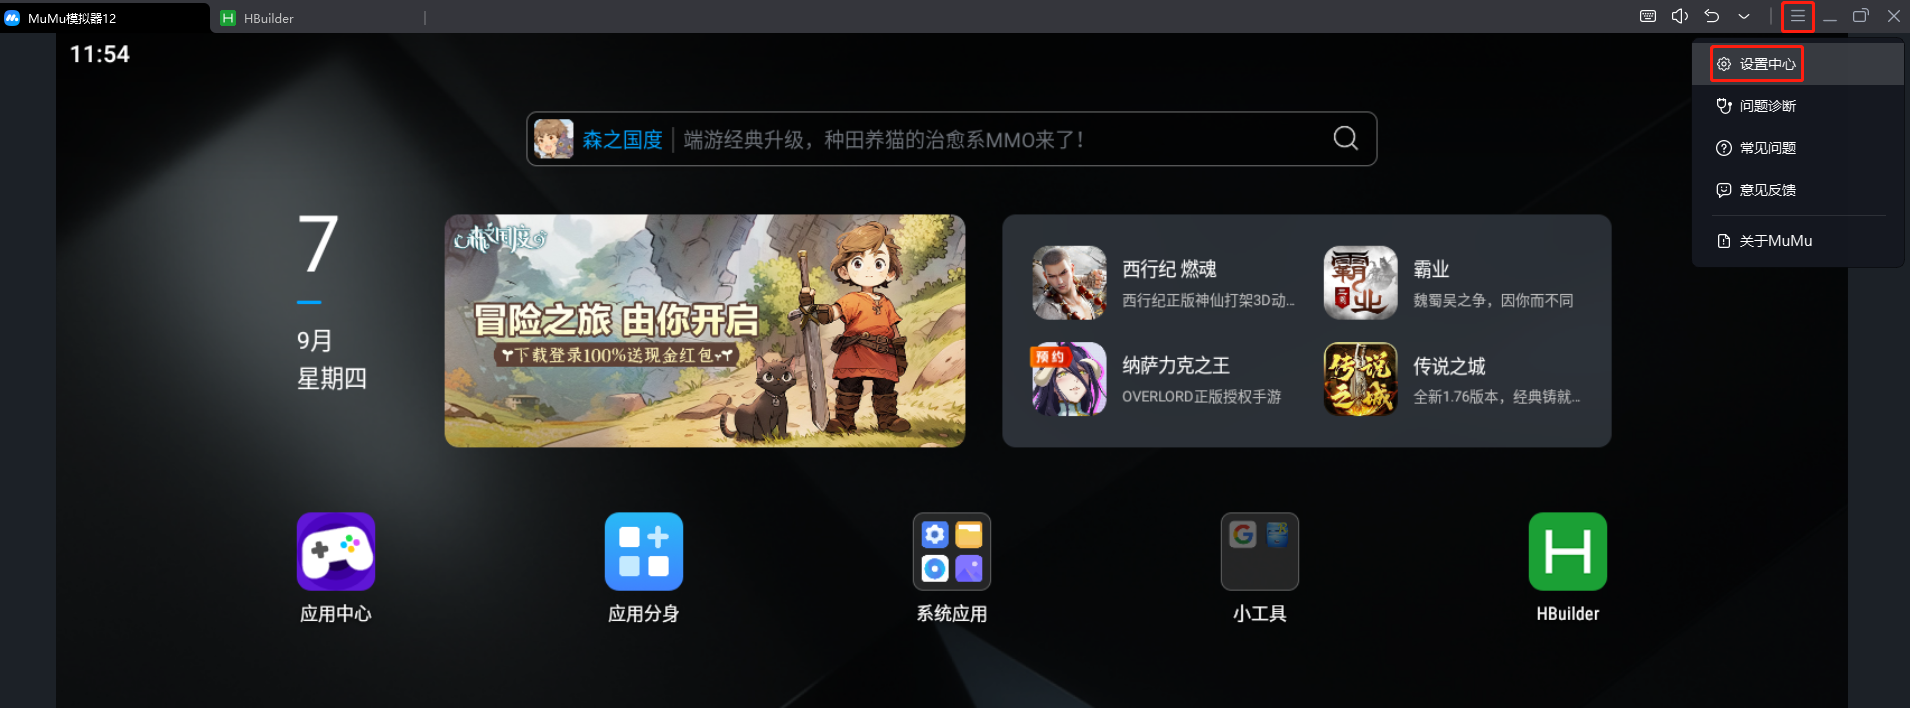 MuMu模拟器12
HBuilder
11:54
设置中心
问题诊断
常见问题
意见反馈
关于MuMu
森之国度
端游经典升级，种田养猫的治愈系MMO来了！
7
9月
星期四
森之国度
冒险之旅 由你开启
下载登录100%送现金红包
西行纪 燃魂
西行纪正版神仙打架3D动...
霸业
霸业
魏蜀吴之争，因你而不同
预约
纳萨力克之王
OVERLORD正版授权手游
传说之城
传说之城
全新1.76版本，经典铸就...
应用中心
应用分身
系统应用
小工具
HBuilder